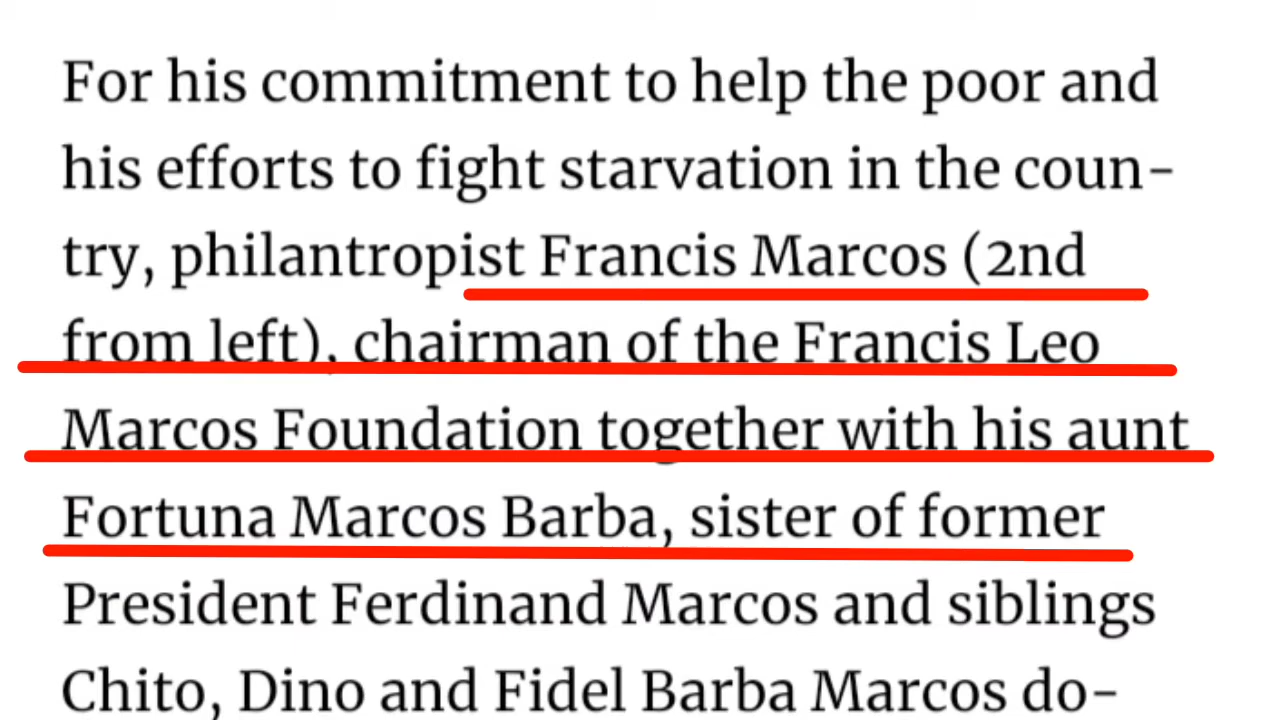 For his commitment to help the poor and
his efforts to fight starvation in the coun-
try, philantropist Francis Marcos (2nd
from left), chairman of the Francis Leo
Marcos Foundation together with his aunt
Fortuna Marcos Barba, sister of former
President Ferdinand Marcos and siblings
Chito, Dino and Fidel Barba Marcos do-